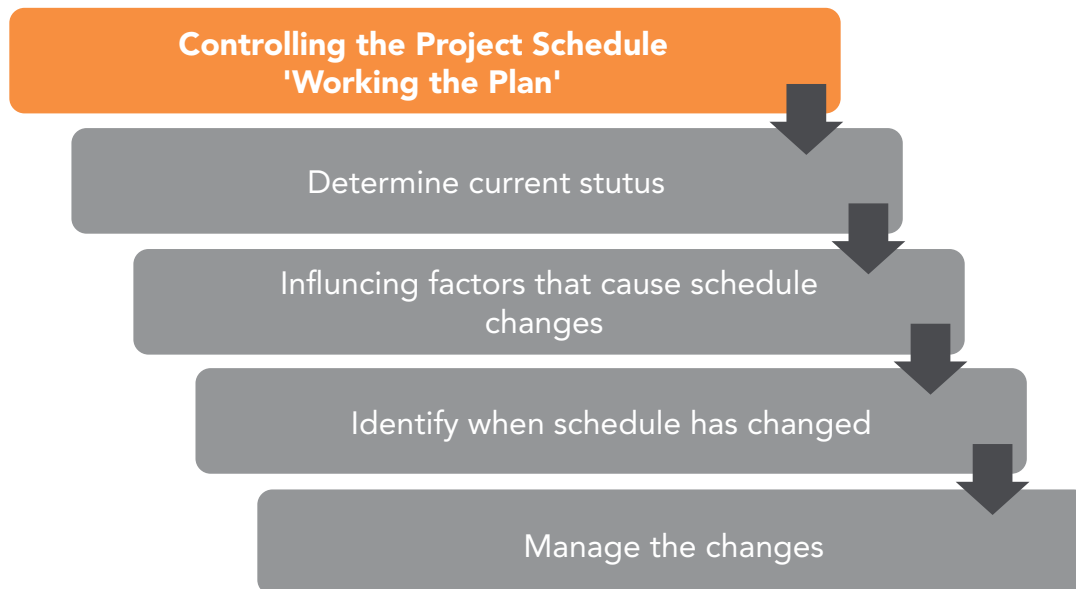 Controlling the Project Schedule
'Working the Plan'
Determine current stutus
Influncing factors that cause schedule
changes
Identify when schedule has changed
Manage the changes